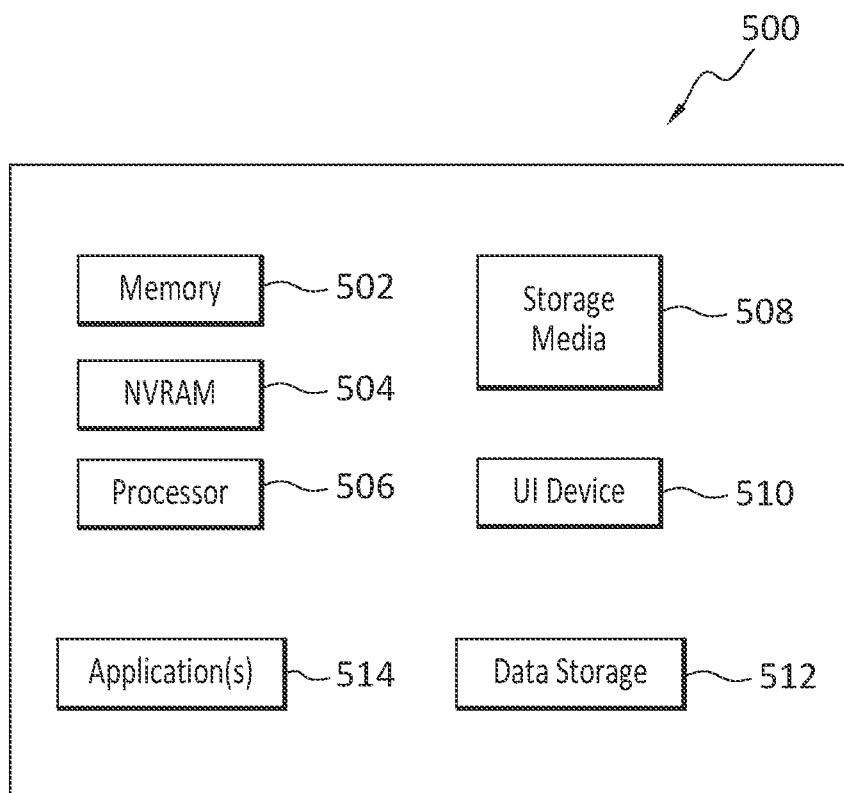 500
Memory 502
NVRAM 504
Processor 506
Storage
Media
508
UI Device 510
Application(s) 514
Data Storage 512